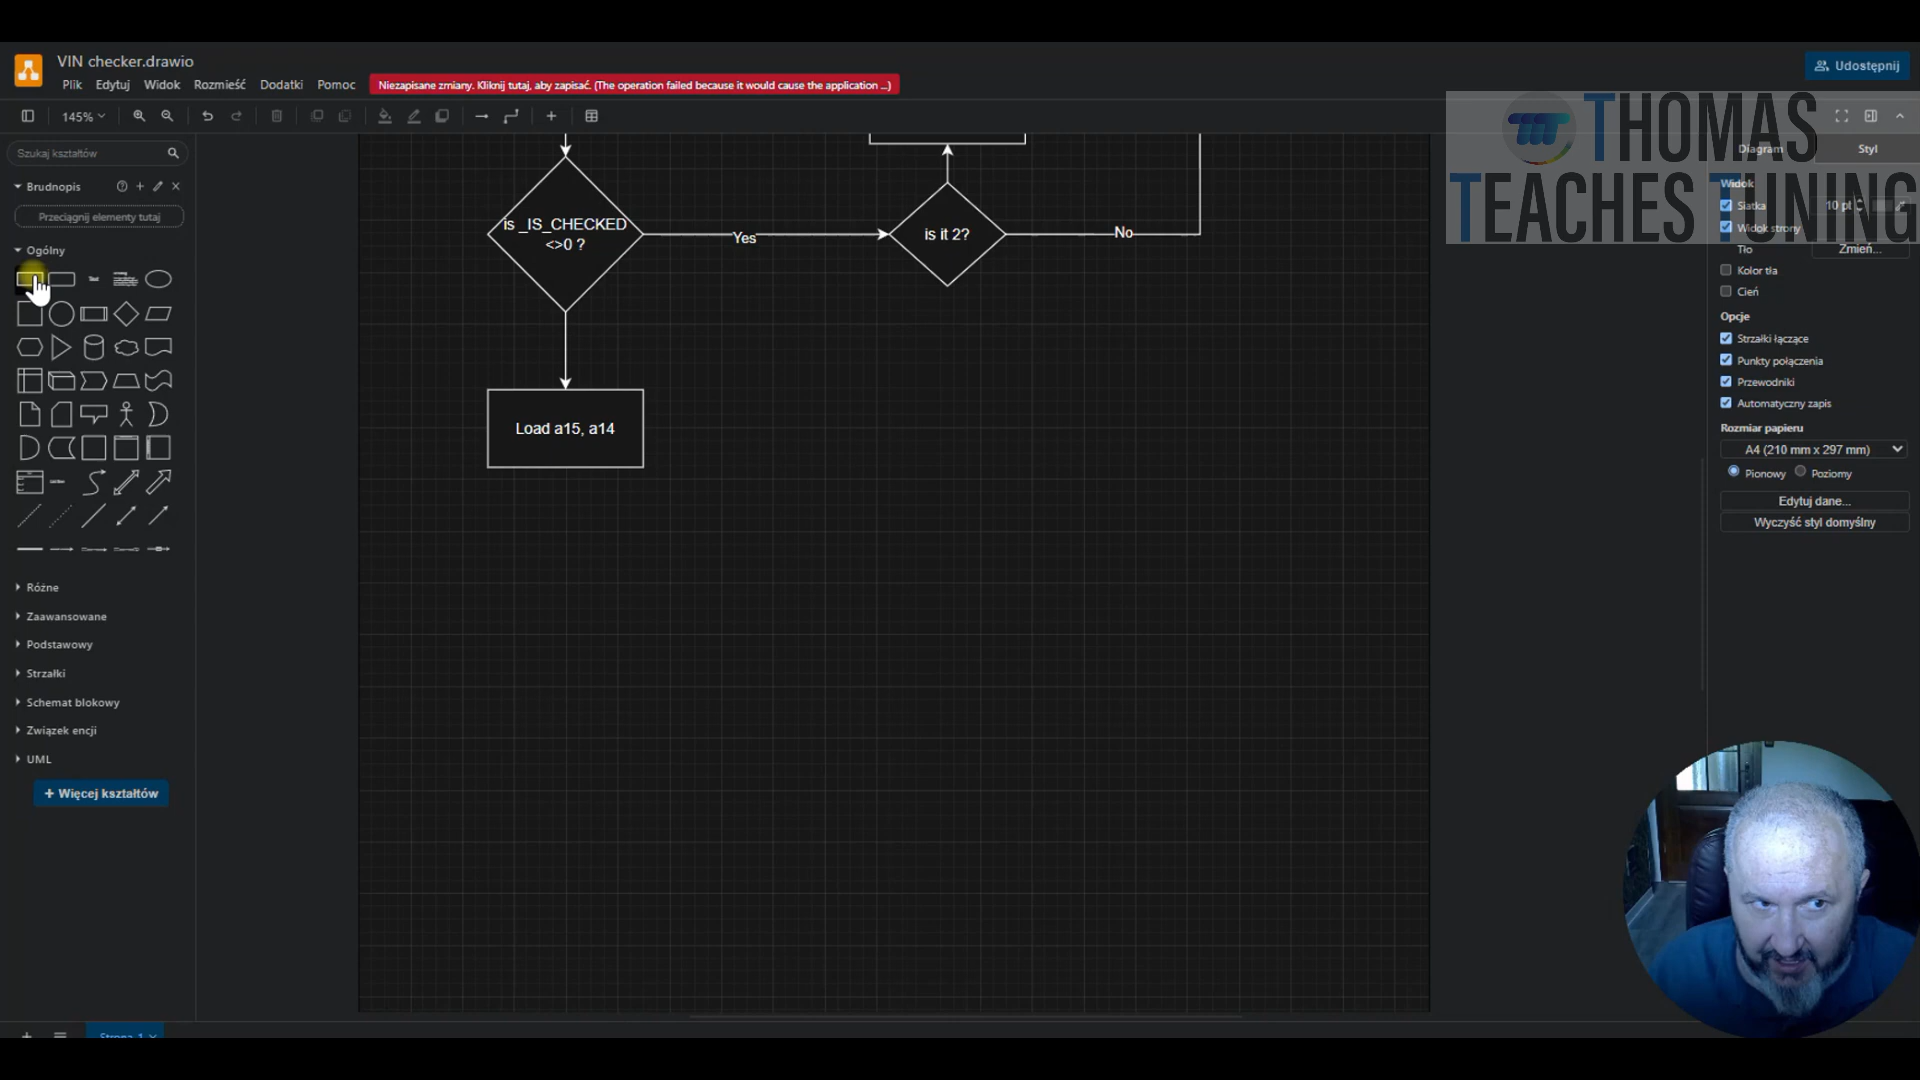 VIN checker.drawio
Plik Edytuj Widok Rozmieść Dodatki Pomoc
Niezapisane zmiany. Kliknij tutaj, aby zapisać. (The operation failed because it would cause the application ...)
Udostępnij
145%
THOMAS
TEACHES TUNING
Szukaj kształtów
Brudnopis
Przeciągnij elementy tutaj
Ogólny
Różne
Zaawansowane
Podstawowy
Strzałki
Schemat blokowy
Związek encji
UML
+ Więcej kształtów
is _IS_CHECKED
<>0 ?
Yes
is it 2?
No
Load a15, a14
Diagram
Styl
Widok
Siatka
10 pt
Widok strony
Tło
Zmień...
Kolor tła
Cień
Opcje
Strzałki łączące
Punkty połączenia
Przewodniki
Automatyczny zapis
Rozmiar papieru
A4 (210 mm x 297 mm)
Pionowy
Poziomy
Edytuj dane...
Wyczyść styl domyślny
Strona-1